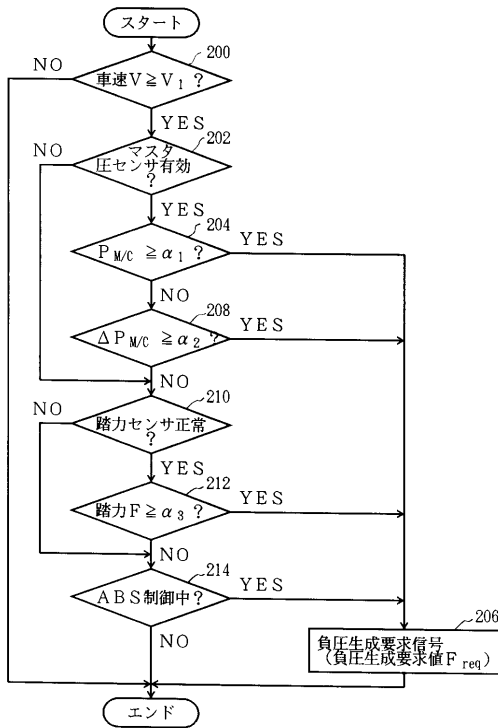 スタート
200
NO
車速V≧V1 ?
YES
202
NO
マスタ
圧センサ有効
?
YES
204
PM/C ≧α1 ?
YES
NO
208
ΔPM/C ≧α2 ?
YES
NO
210
NO
踏力センサ正常
?
YES
212
踏力F≧α3 ?
YES
NO
214
ABS制御中?
YES
206
NO
負圧生成要求信号
(負圧生成要求値Freq)
エンド